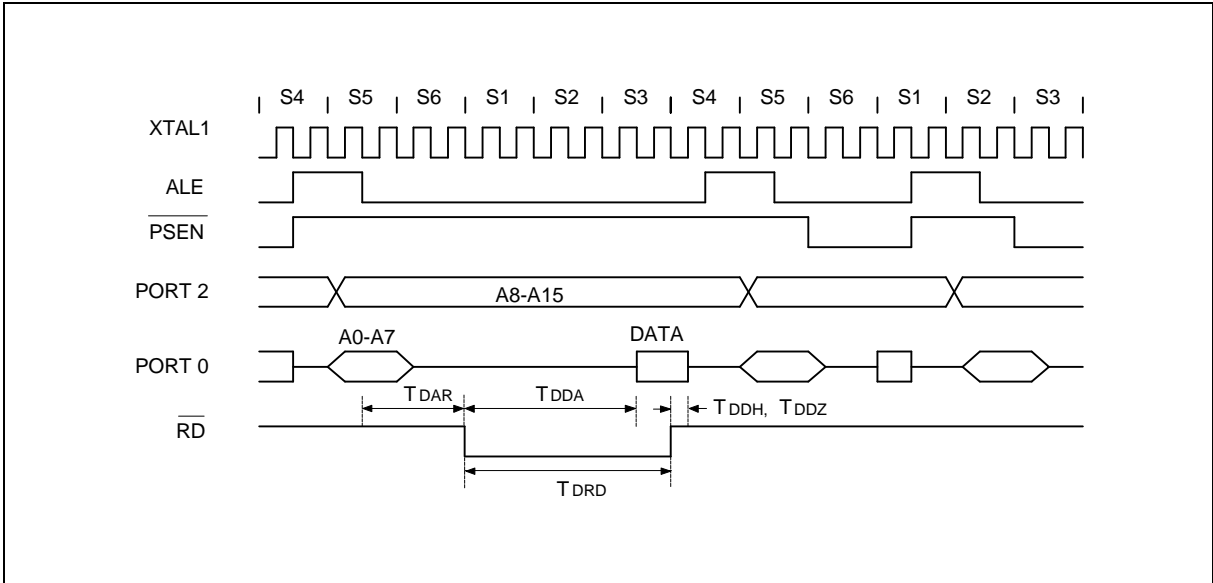 S4 S5 S6 S1 S2 S3 S4 S5 S6 S1 S2 S3
XTAL1
ALE
PSEN
PORT 2
A8-A15
A0-A7
DATA
PORT 0
TDAR
TDDA
TDDH, TDDZ
RD
TDRD